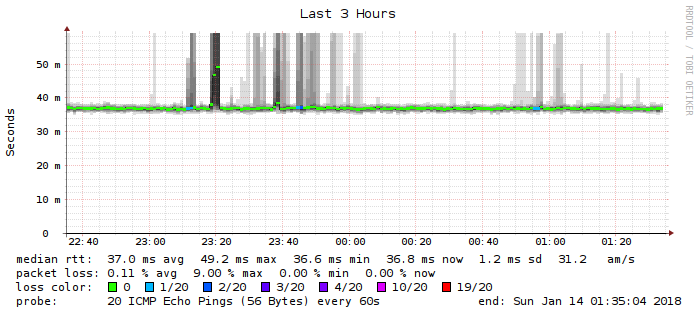 Last 3 Hours
RRDTOOL / TOBI OETIKER
Seconds
50 m
40 m
30 m
20 m
10 m
0
22:40 23:00 23:20 23:40 00:00 00:20 00:40 01:00 01:20
median rtt: 37.0 ms avg 49.2 ms max 36.6 ms min 36.8 ms now 1.2 ms sd 31.2 am/s
packet loss: 0.11 % avg 9.00 % max 0.00 % min 0.00 % now
loss color: 0 1/20 2/20 3/20 4/20 10/20 19/20
probe: 20 ICMP Echo Pings (56 Bytes) every 60s end: Sun Jan 14 01:35:04 2018